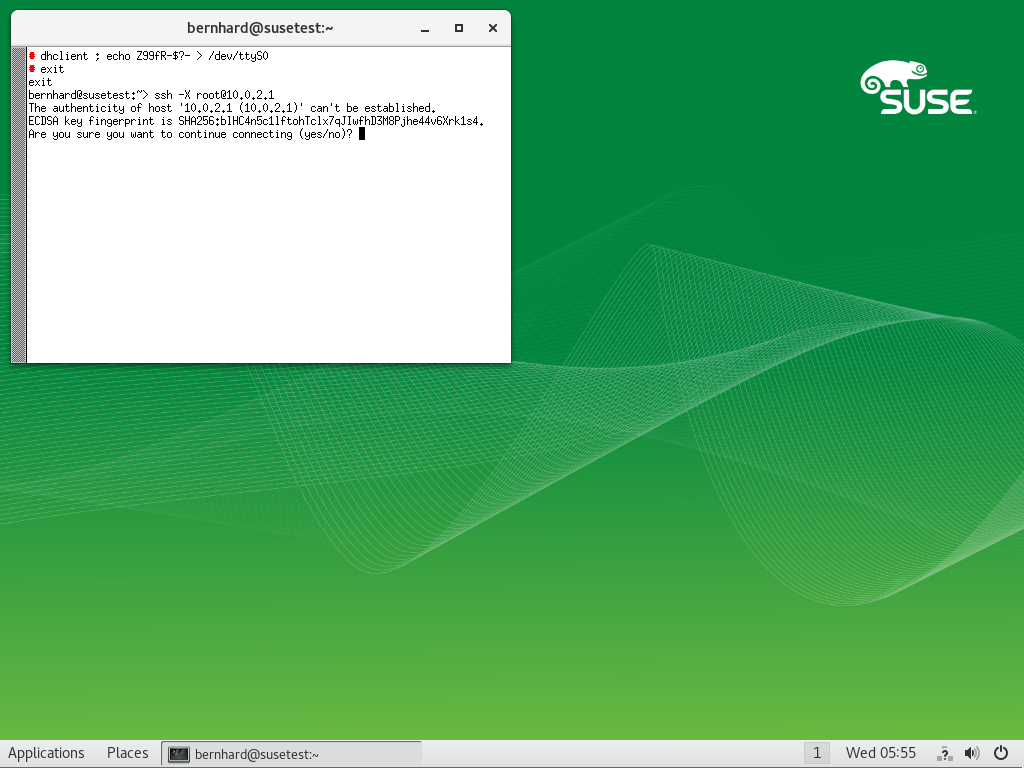 bernhard@susetest:~
# dhclient ; echo Z99fR-$?- > /dev/ttyS0
# exit
exit
bernhard@susetest:~> ssh -X root@10.0.2.1
The authenticity of host '10.0.2.1 (10.0.2.1)' can't be established.
ECDSA key fingerprint is SHA256:blHC4n5c1lftohTclx7qJIwfhD3M8Pjhe44v6Xrk1s4.
Are you sure you want to continue connecting (yes/no)?
SUSE
Applications Places bernhard@susetest:~ 1 Wed 05:55